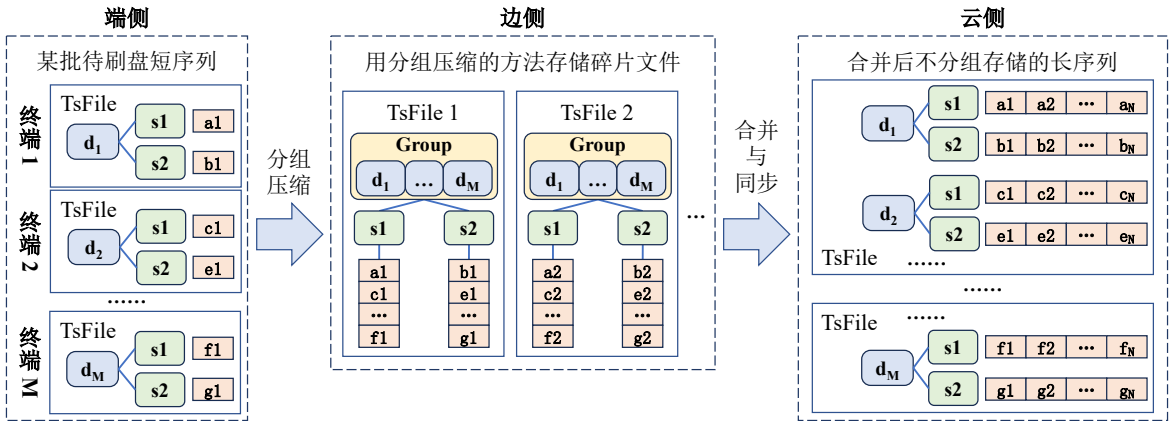 端侧
某批待刷盘短序列
终端 1
TsFile
d1
s1
a1
s2
b1
终端 2
TsFile
d2
s1
c1
s2
e1
……
终端 M
TsFile
dM
s1
f1
s2
g1
分组
压缩
边侧
用分组压缩的方法存储碎片文件
TsFile 1
Group
d1 … dM
s1 s2
a1 b1
c1 e1
… …
f1 g1
TsFile 2
Group
d1 … dM
s1 s2
a2 b2
c2 e2
… …
f2 g2
…
合并
与
同步
云侧
合并后不分组存储的长序列
d1
s1 a1 a2 … aN
s2 b1 b2 … bN
d2
s1 c1 c2 … cN
s2 e1 e2 … eN
TsFile ……
……
TsFile ……
dM
s1 f1 f2 … fN
s2 g1 g2 … gN